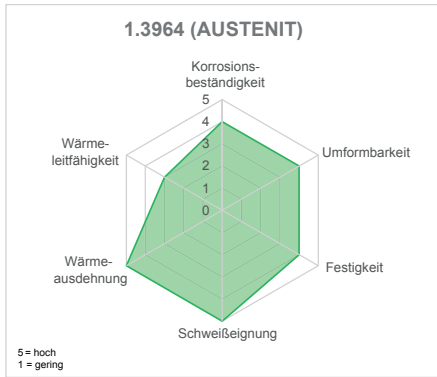 1.3964 (AUSTENIT)
Korrosions-
beständigkeit
5
4
3
2
1
0
Umformbarkeit
Festigkeit
Schweißeignung
Wärme-
ausdehnung
Wärme-
leitfähigkeit
5 = hoch
1 = gering